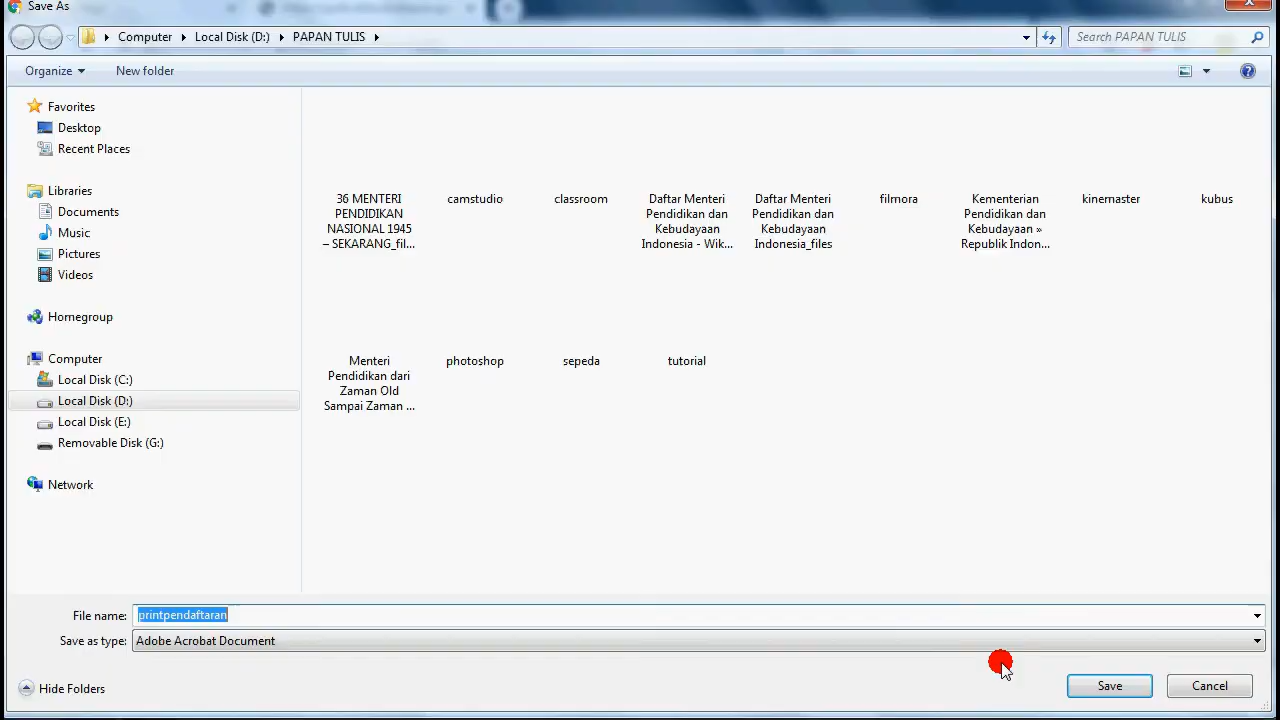 Save As
Computer
Local Disk (D:)
PAPAN TULIS
Search PAPAN TULIS
Organize
New folder
Favorites
Desktop
Recent Places
Libraries
Documents
Music
Pictures
Videos
Homegroup
Computer
Local Disk (C:)
Local Disk (D:)
Local Disk (E:)
Removable Disk (G:)
Network
36 MENTERI
PENDIDIKAN
NASIONAL 1945
– SEKARANG_fil...
camstudio
classroom
Daftar Menteri
Pendidikan dan
Kebudayaan
Indonesia - Wik...
Daftar Menteri
Pendidikan dan
Kebudayaan
Indonesia_files
filmora
Kementerian
Pendidikan dan
Kebudayaan »
Republik Indon...
kinemaster
kubus
Menteri
Pendidikan dari
Zaman Old
Sampai Zaman ...
photoshop
sepeda
tutorial
File name:
printpendaftaran
Save as type:
Adobe Acrobat Document
Hide Folders
Save
Cancel